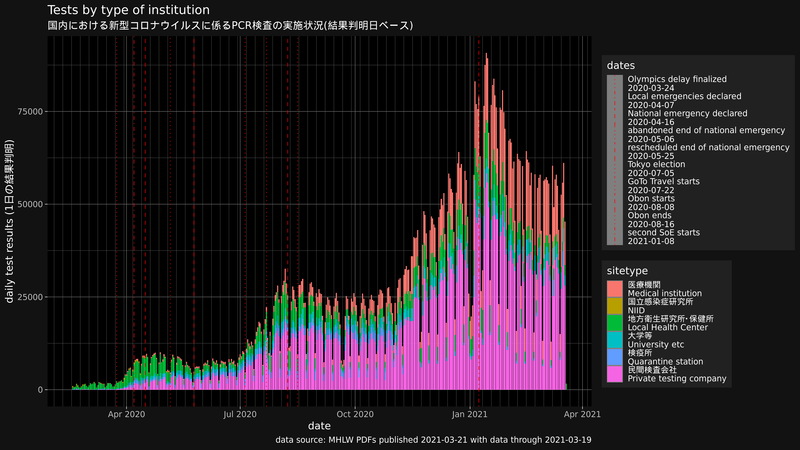 Tests by type of institution
国内における新型コロナウイルスに係るPCR検査の実施状況(結果判明日ベース)
daily test results (1日の結果判明)
75000
50000
25000
0
Apr 2020
Jul 2020
Oct 2020
Jan 2021
Apr 2021
date
data source: MHLW PDFs published 2021-03-21 with data through 2021-03-19
dates
Olympics delay finalized
2020-03-24
Local emergencies declared
2020-04-07
National emergency declared
2020-04-16
abandoned end of national emergency
2020-05-06
rescheduled end of national emergency
2020-05-25
Tokyo election
2020-07-05
GoTo Travel starts
2020-07-22
Obon starts
2020-08-08
Obon ends
2020-08-16
second SoE starts
2021-01-08
sitetype
医療機関
Medical institution
国立感染症研究所
NIID
地方衛生研究所･保健所
Local Health Center
大学等
University etc
検疫所
Quarantine station
民間検査会社
Private testing company